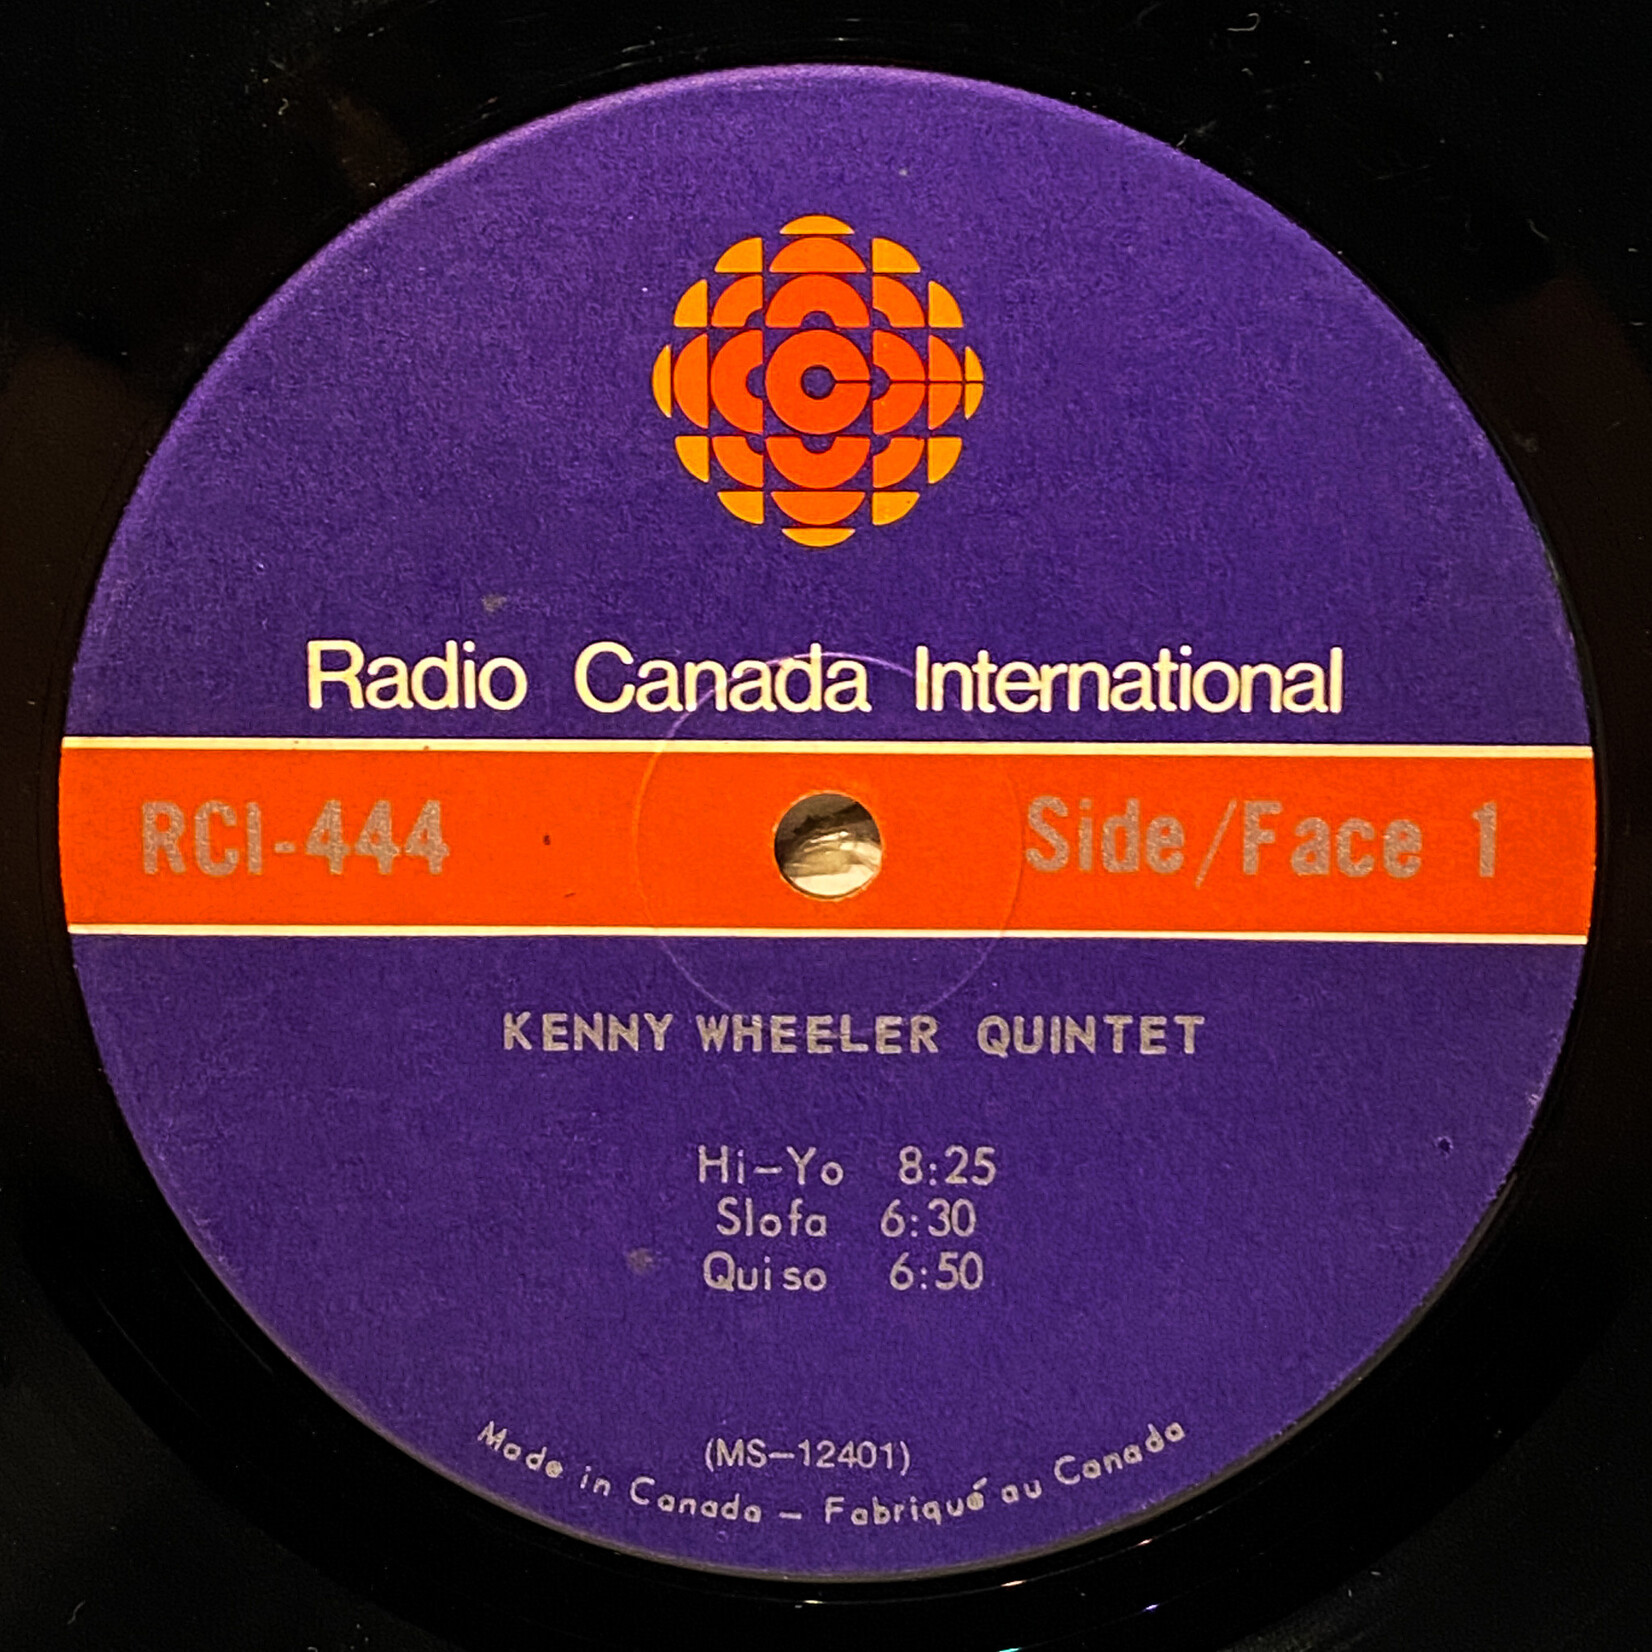 Radio Canada International
RCI-444
Side/Face 1
KENNY WHEELER QUINTET
Hi-Yo 8:25
Slofa 6:30
Quiso 6:50
(MS-12401)
Made in Canada - Fabriqué au Canada